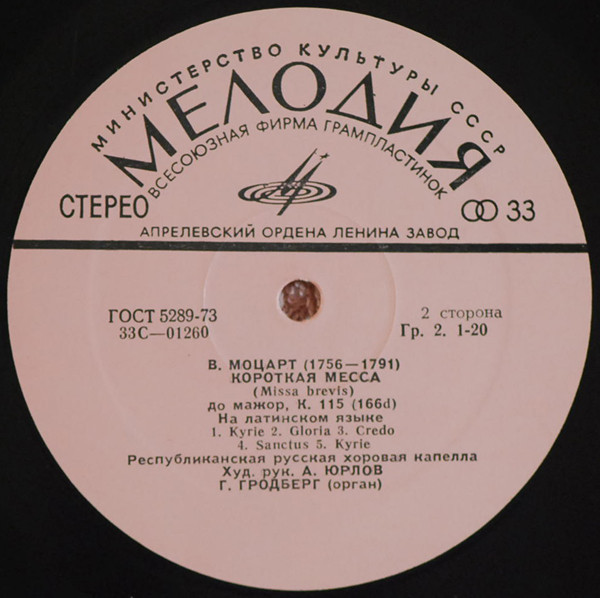 МИНИСТЕРСТВО КУЛЬТУРЫ СССР
МЕЛОДИЯ
ВСЕСОЮЗНАЯ ФИРМА ГРАМПЛАСТИНОК
СТЕРЕО
33
АПРЕЛЕВСКИЙ ОРДЕНА ЛЕНИНА ЗАВОД
ГОСТ 5289-73
33С—01260
2 сторона
Гр. 2. 1-20
В. МОЦАРТ (1756—1791)
КОРОТКАЯ МЕССА
(Missa brevis)
до мажор, К. 115 (166d)
На латинском языке
1. Kyrie 2. Gloria 3. Credo
4. Sanctus 5. Kyrie
Республиканская русская хоровая капелла
Худ. рук. А. ЮРЛОВ
Г. ГРОДБЕРГ (орган)